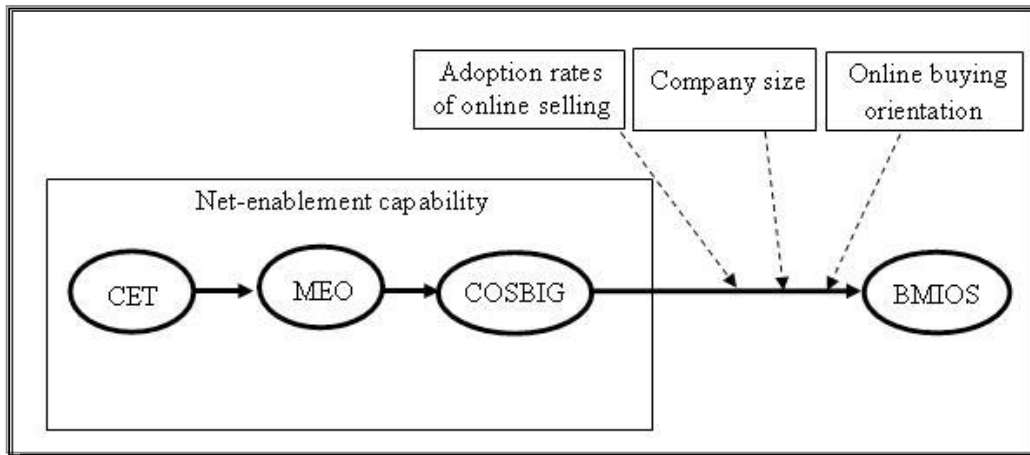 Adoption rates
of online selling
Company size
Online buying
orientation
Net-enablement capability
CET
MEO
COSBIG
BMIOS